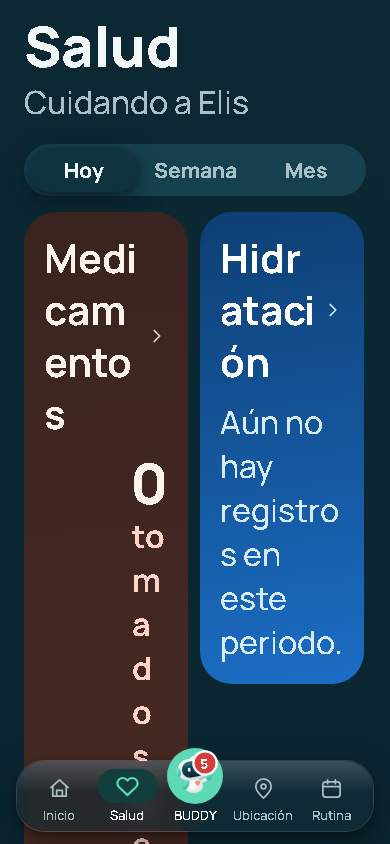 Salud
Cuidando a Elis
Hoy
Semana
Mes
Medi
cam
ento
s
0
to
m
a
d
o
s
Hidr
ataci
ón
Aún no
hay
registro
s en
este
periodo.
5
Inicio
Salud
BUDDY
Ubicación
Rutina